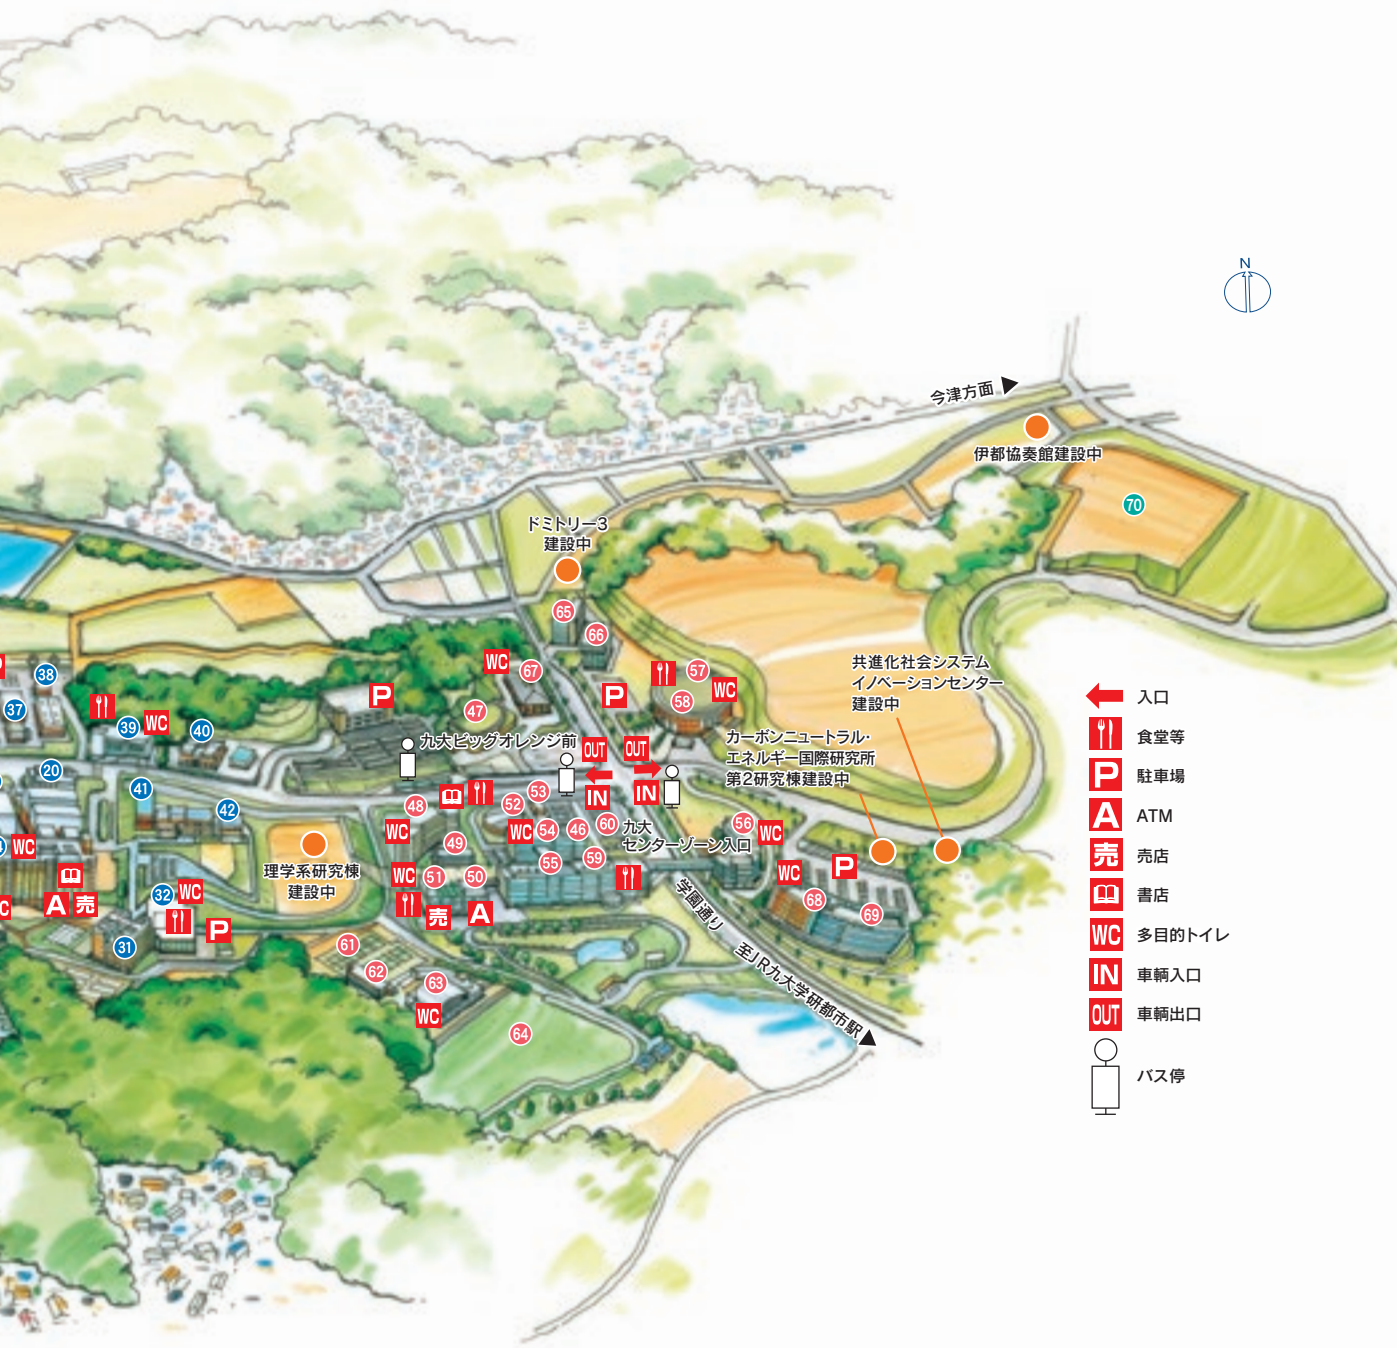 N
今津方面
伊都協奏館建設中
70
ドミトリー3
建設中
65
66
WC
67
P
57
58
WC
共進化社会システム
イノベーションセンター
建設中
38
37
39
WC
40
P
47
九大ビッグオレンジ前
OUT
OUT
IN
IN
カーボンニュートラル・
エネルギー国際研究所
第2研究棟建設中
20
41
42
48
53
52
WC
WC
54
46
60
九大
センターゾーン入口
56
WC
49
55
59
理学系研究棟
建設中
WC
WC
51
50
WC
P
68
69
A
売
32
WC
売
A
P
31
61
62
63
WC
64
学園通り
至JR九大学研都市駅
入口
食堂等
P
駐車場
A
ATM
売
売店
書店
WC
多目的トイレ
IN
車輌入口
OUT
車輌出口
バス停